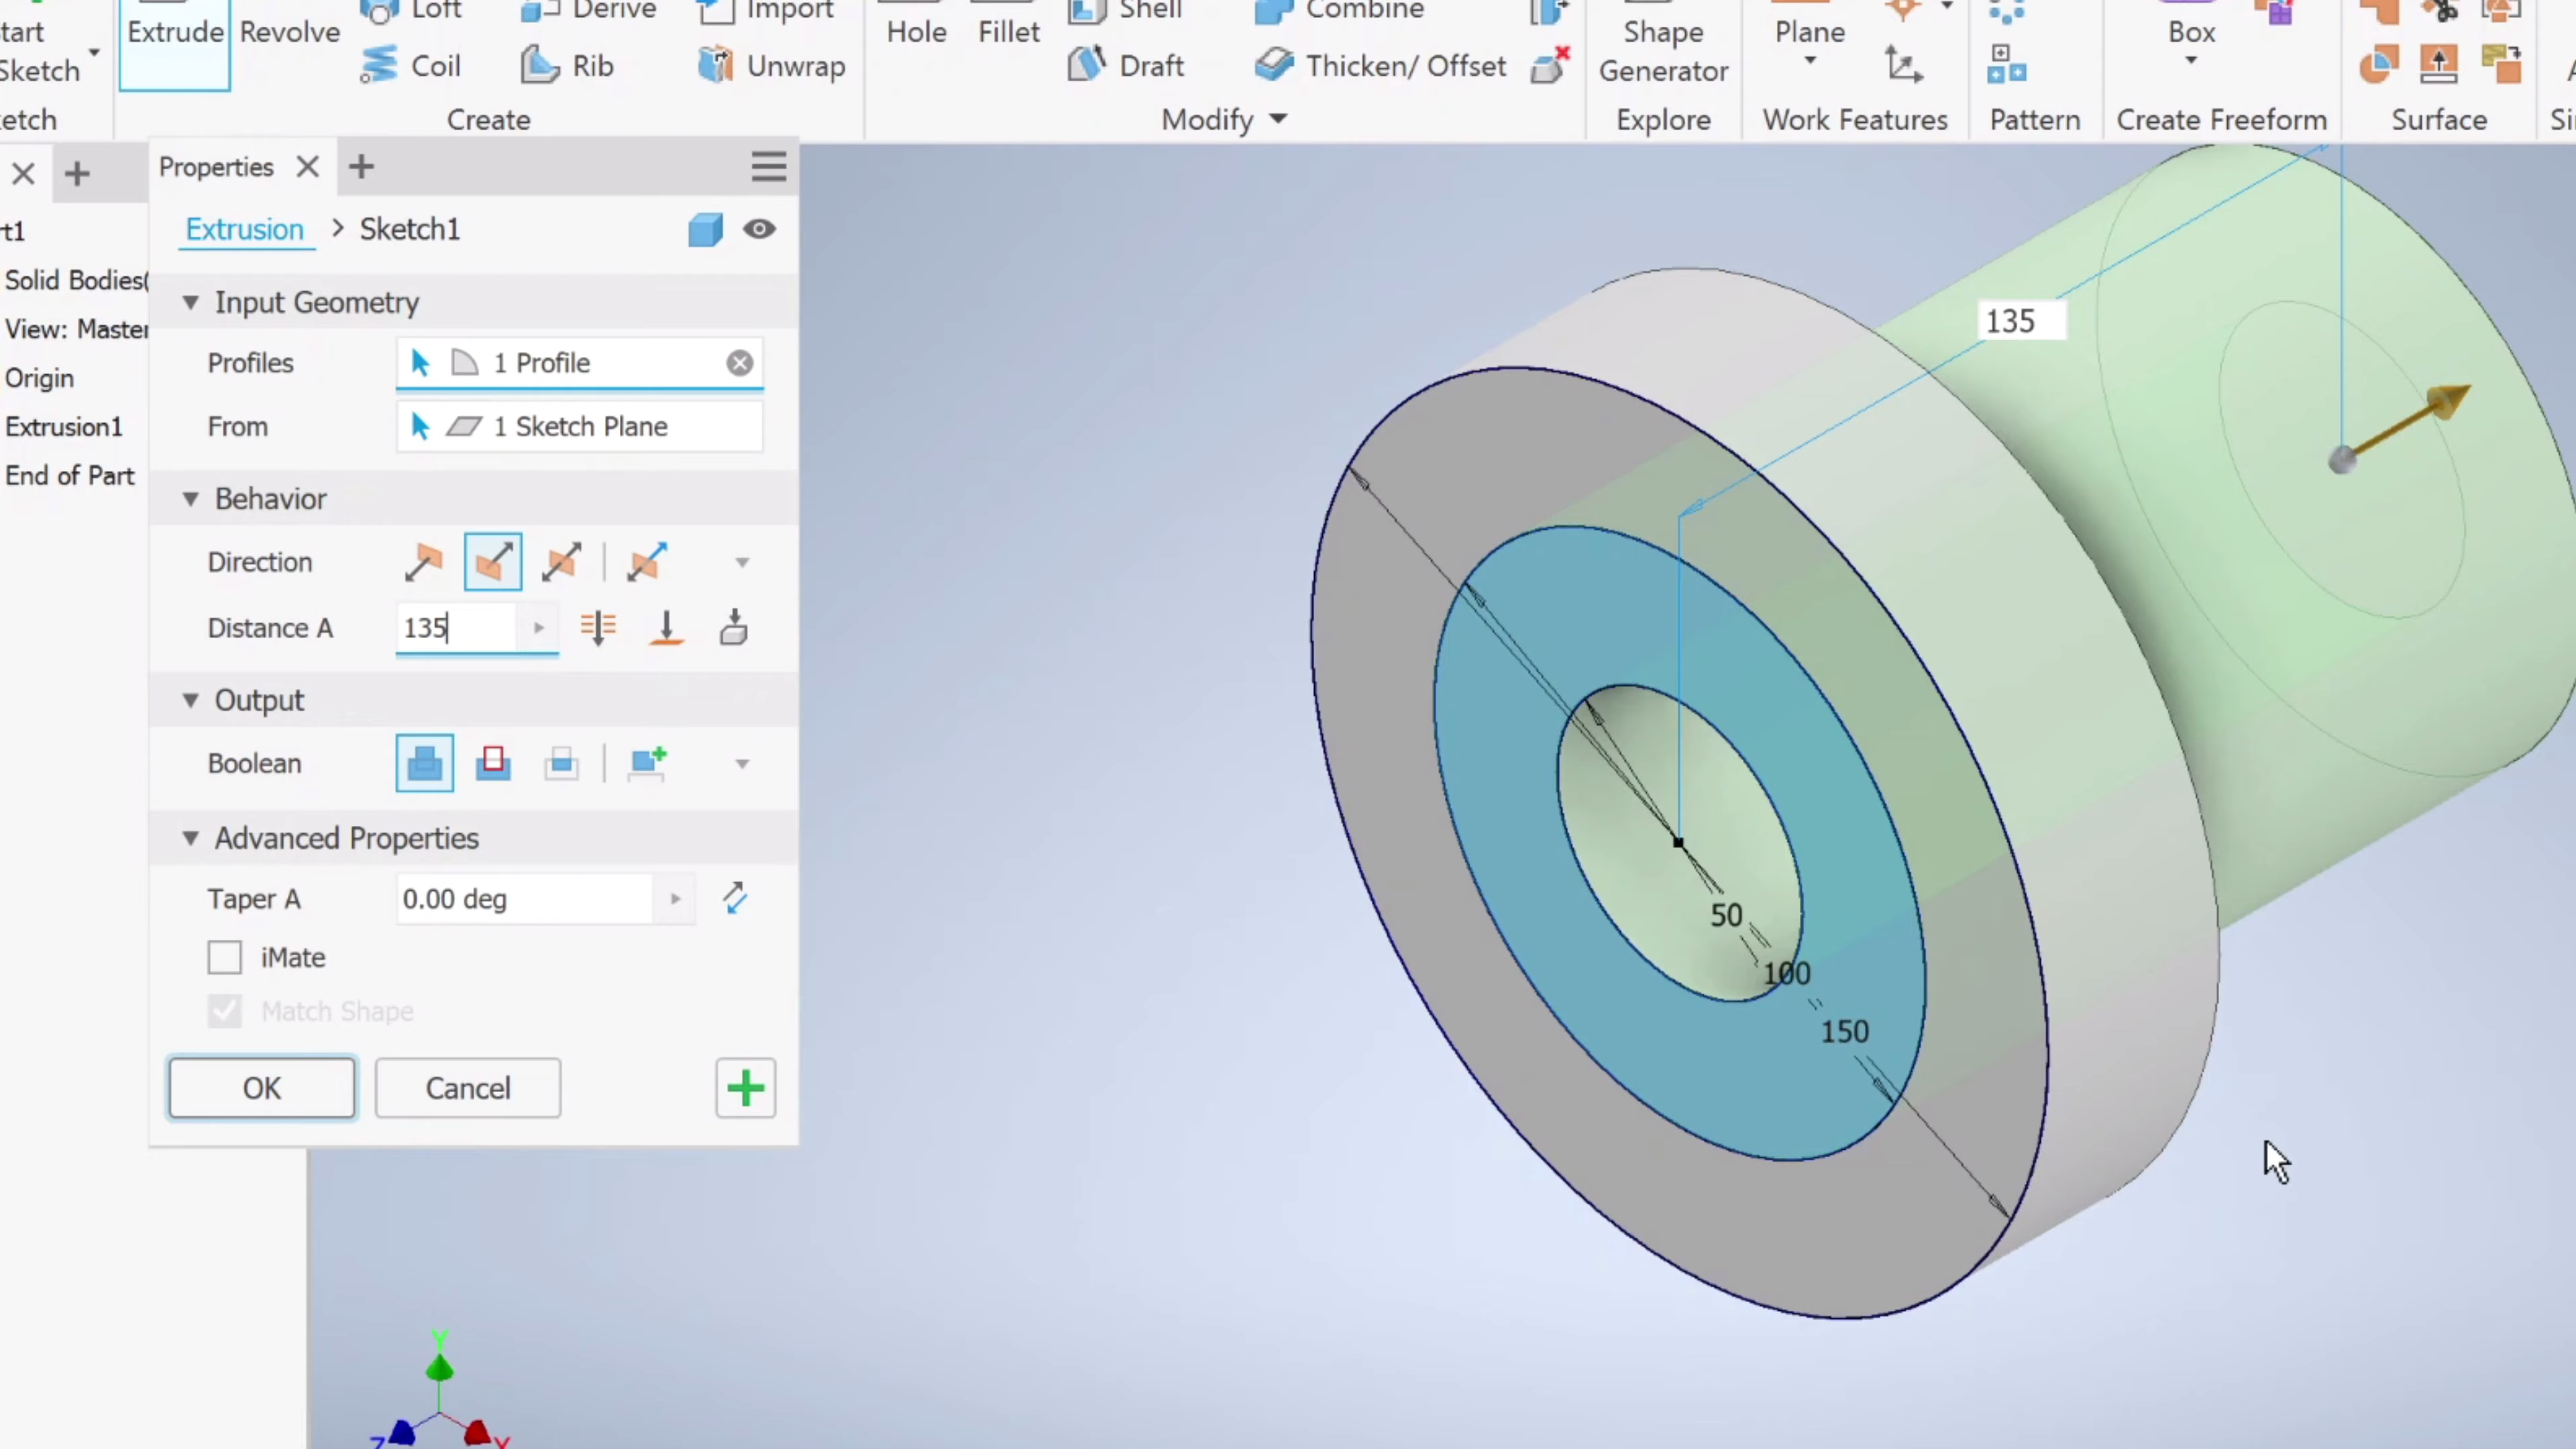 Loft Derive Import Shell Combine
tart Extrude Revolve Hole Fillet Shape Plane Box
Sketch Coil Rib Unwrap Draft Thicken/ Offset Generator
etch Create Modify Explore Work Features Pattern Create Freeform Surface
Properties
rt1
Extrusion > Sketch1
Solid Bodies(
Input Geometry
View: Master
Profiles 1 Profile
Origin
From 1 Sketch Plane
Extrusion1
End of Part
Behavior
Direction
Distance A 135
Output
Boolean
Advanced Properties
Taper A 0.00 deg
iMate
Match Shape
OK Cancel
135
50
100
150
Y
Z X